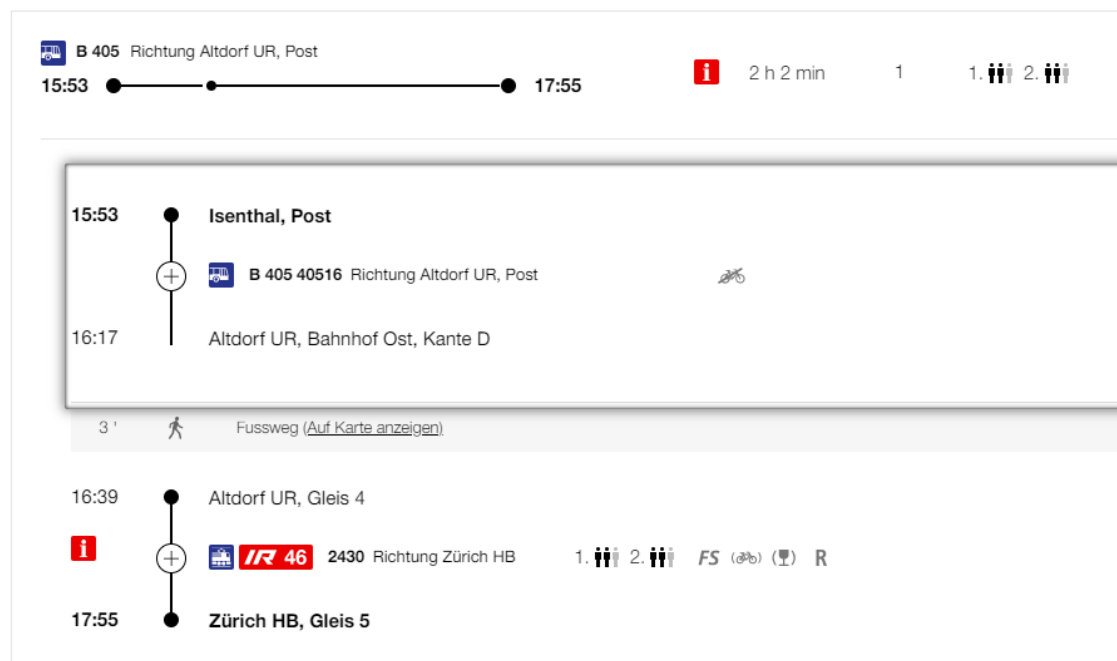 B 405 Richtung Altdorf UR, Post
15:53 17:55 i 2 h 2 min 1 1. 2.
15:53 Isenthal, Post
B 405 40516 Richtung Altdorf UR, Post
16:17 Altdorf UR, Bahnhof Ost, Kante D
3 ' Fussweg (Auf Karte anzeigen)
16:39 Altdorf UR, Gleis 4
i IR 46 2430 Richtung Zürich HB 1. 2. FS ( ) ( ) R
17:55 Zürich HB, Gleis 5